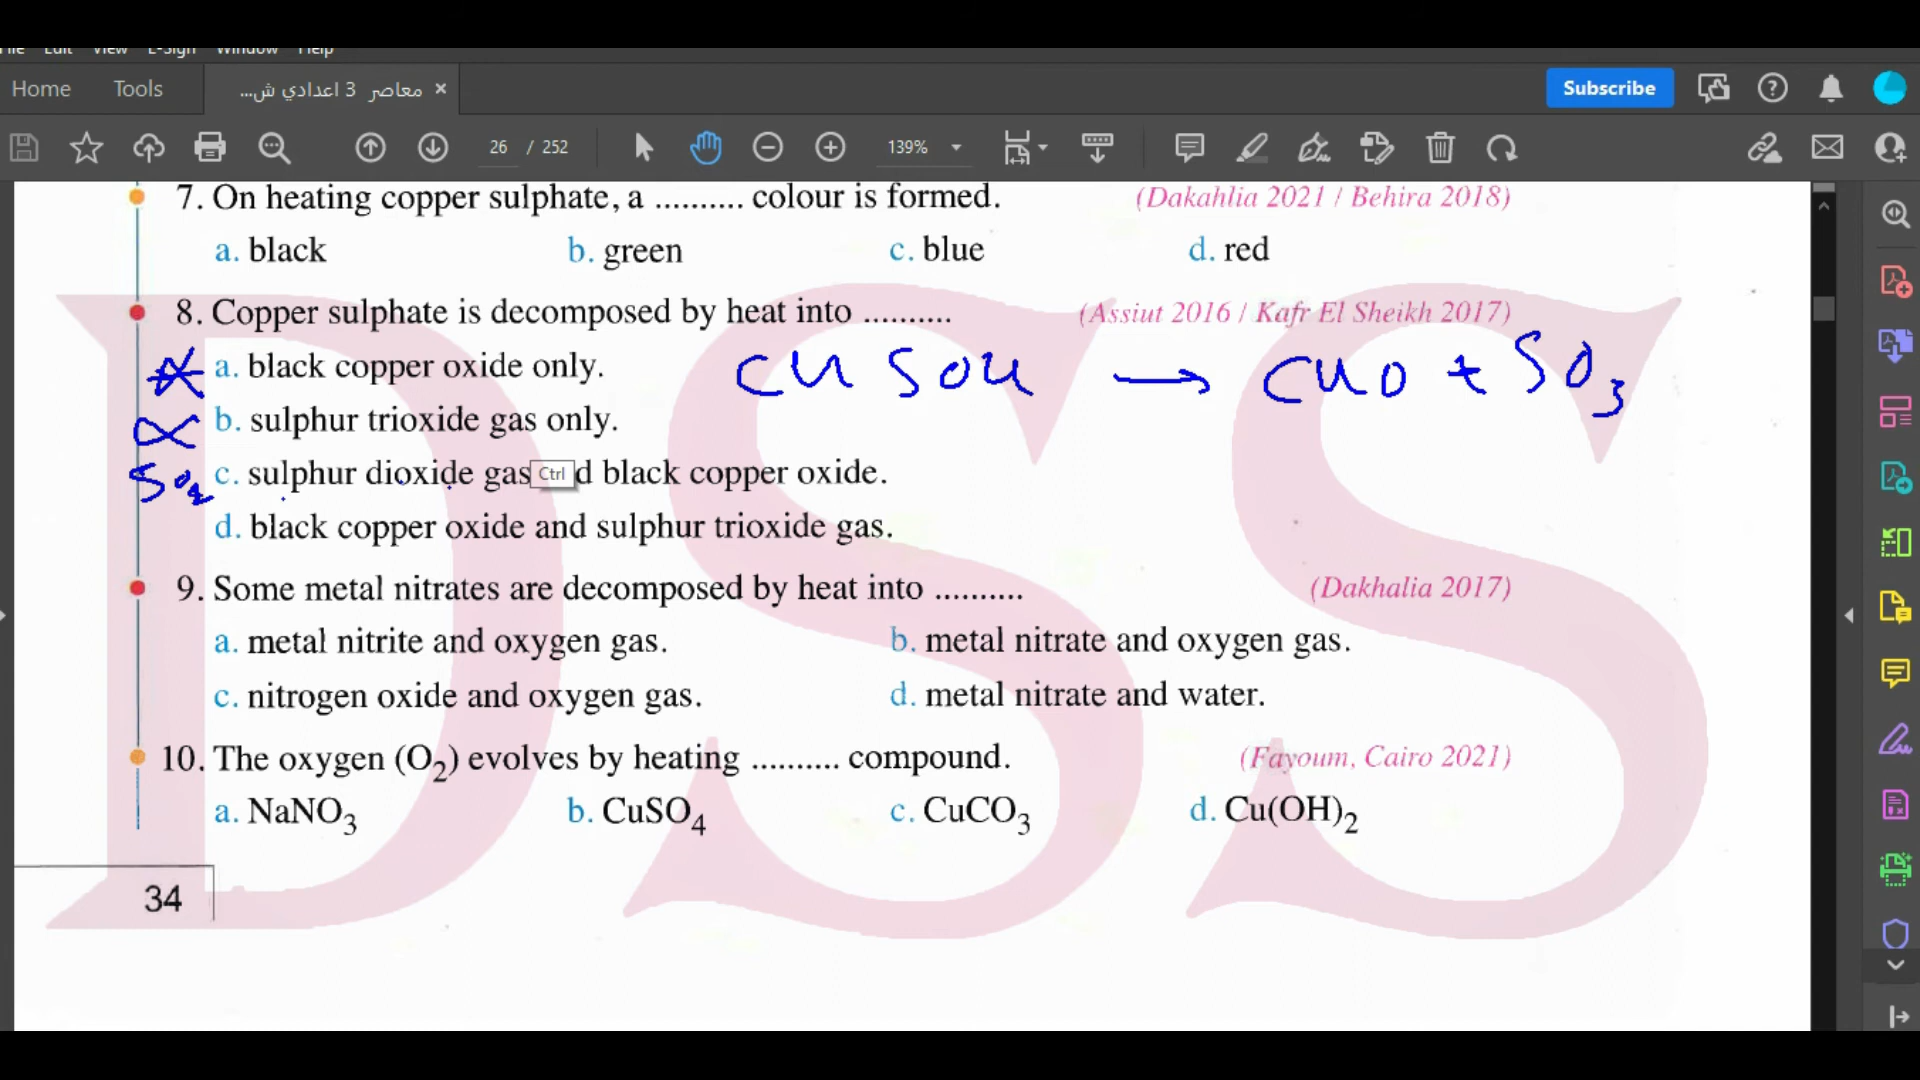 File Edit View E-Sign Window Help
Home Tools معاصر 3 اعدادي ش... × Subscribe
26 / 252 139%
7. On heating copper sulphate, a .......... colour is formed. (Dakahlia 2021 / Behira 2018)
a. black b. green c. blue d. red
8. Copper sulphate is decomposed by heat into .......... (Assiut 2016 / Kafr El Sheikh 2017)
a. black copper oxide only. CuSO4 → CuO + SO3
b. sulphur trioxide gas only.
SO2 c. sulphur dioxide gas Ctrl d black copper oxide.
d. black copper oxide and sulphur trioxide gas.
9. Some metal nitrates are decomposed by heat into .......... (Dakhalia 2017)
a. metal nitrite and oxygen gas. b. metal nitrate and oxygen gas.
c. nitrogen oxide and oxygen gas. d. metal nitrate and water.
10. The oxygen (O2) evolves by heating .......... compound. (Fayoum, Cairo 2021)
a. NaNO3 b. CuSO4 c. CuCO3 d. Cu(OH)2
34
DSS